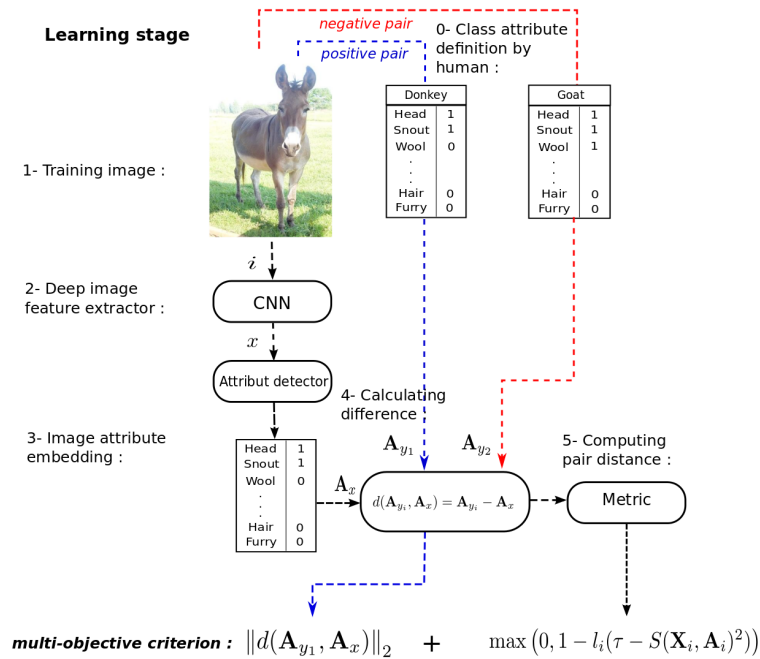 Learning stage
negative pair
positive pair
0- Class attribute
definition by
human :
Donkey
Head 1
Snout 1
Wool 0
.
.
.
Hair 0
Furry 0
Goat
Head 1
Snout 1
Wool 1
.
.
.
Hair 0
Furry 0
1- Training image :
i
2- Deep image
feature extractor :
CNN
x
Attribut detector
3- Image attribute
embedding :
Head 1
Snout 1
Wool 0
.
.
.
Hair 0
Furry 0
4- Calculating
difference :
A_{y_1}
A_{y_2}
A_x
d(A_{y_i}, A_x) = A_{y_i} − A_x
5- Computing
pair distance :
Metric
multi-objective criterion : ‖d(A_{y_1}, A_x)‖_2 + max (0, 1 − l_i(τ − S(X_i, A_i)^2))